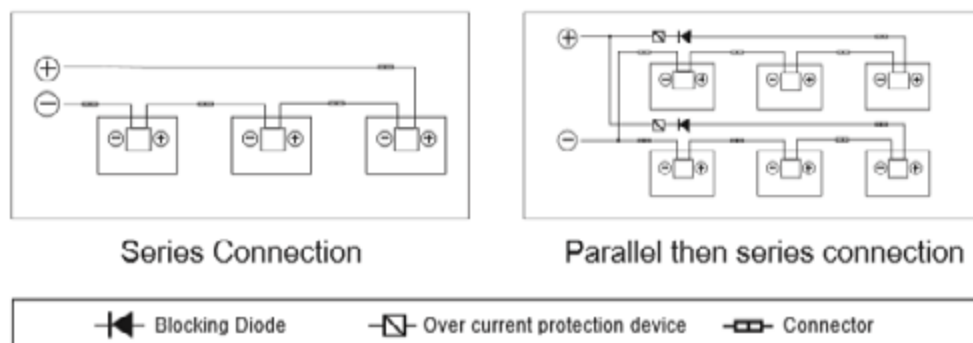 Series Connection
Parallel then series connection
Blocking Diode
Over current protection device
Connector